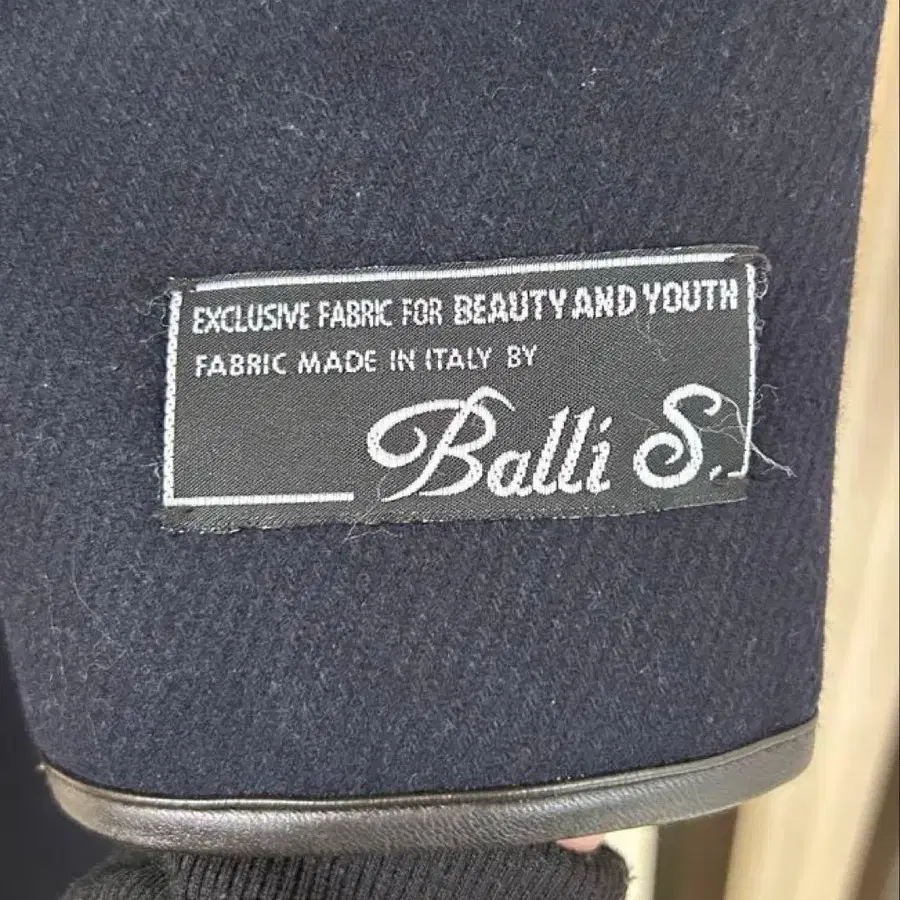 EXCLUSIVE FABRIC FOR BEAUTY AND YOUTH
FABRIC MADE IN ITALY BY
Balli S.